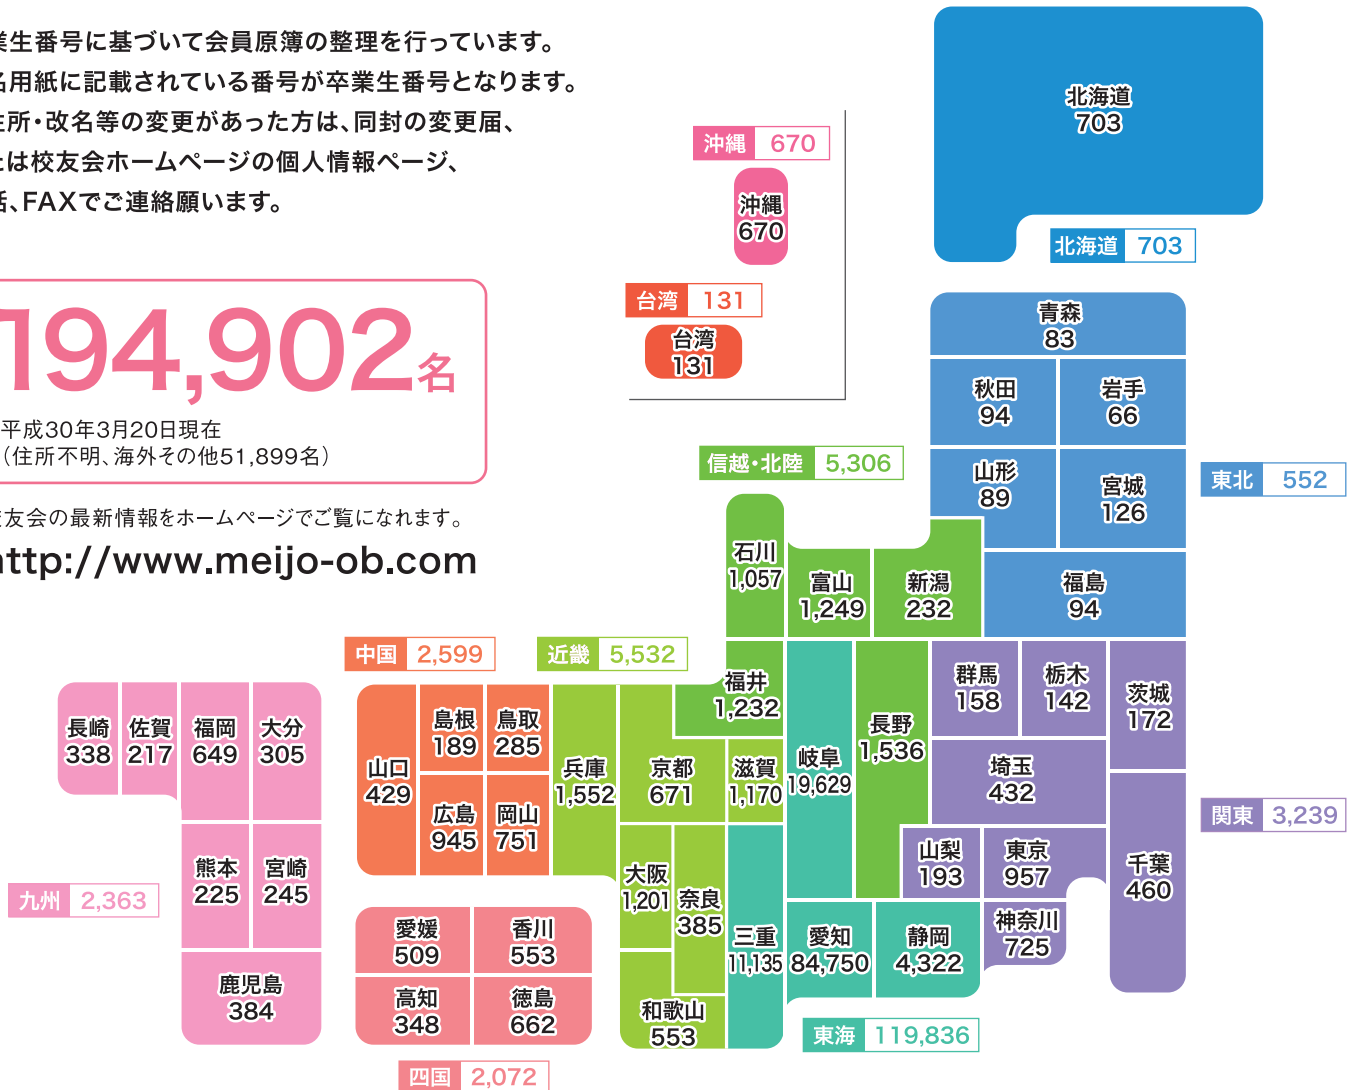 業生番号に基づいて会員原簿の整理を行っています。
名用紙に記載されている番号が卒業生番号となります。
住所・改名等の変更があった方は、同封の変更届、
たは校友会ホームページの個人情報ページ、
話、FAXでご連絡願います。
194,902名
平成30年3月20日現在
（住所不明、海外その他51,899名）
校友会の最新情報をホームページでご覧になれます。
http://www.meijo-ob.com
北海道
703
北海道 703
沖縄 670
沖縄
670
台湾 131
台湾
131
青森
83
秋田
94
岩手
66
山形
89
宮城
126
福島
94
東北 552
信越・北陸 5,306
石川
1,057
富山
1,249
新潟
232
福井
1,232
長野
1,536
群馬
158
栃木
142
茨城
172
埼玉
432
山梨
193
東京
957
千葉
460
神奈川
725
関東 3,239
岐阜
19,629
三重
11,135
愛知
84,750
静岡
4,322
東海 119,836
近畿 5,532
兵庫
1,552
京都
671
滋賀
1,170
大阪
1,201
奈良
385
和歌山
553
中国 2,599
山口
429
島根
189
鳥取
285
広島
945
岡山
751
愛媛
509
香川
553
高知
348
徳島
662
四国 2,072
長崎
338
佐賀
217
福岡
649
大分
305
熊本
225
宮崎
245
鹿児島
384
九州 2,363